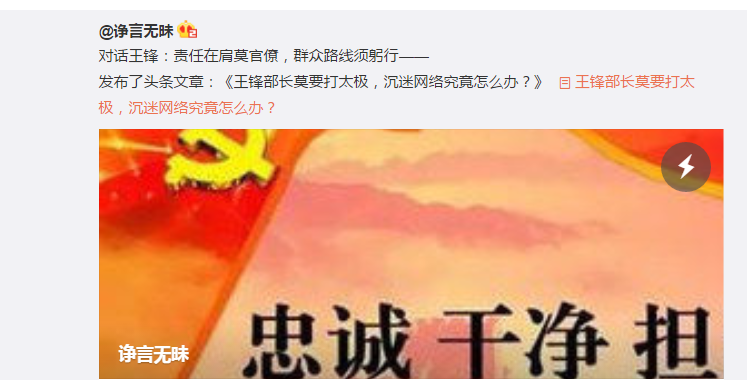 @诤言无昧
对话王锋：责任在肩莫官僚，群众路线须躬行——
发布了头条文章：《王锋部长莫要打太极，沉迷网络究竟怎么办？》 王锋部长莫要打太
极，沉迷网络究竟怎么办？
忠诚 干净 担
诤言无昧